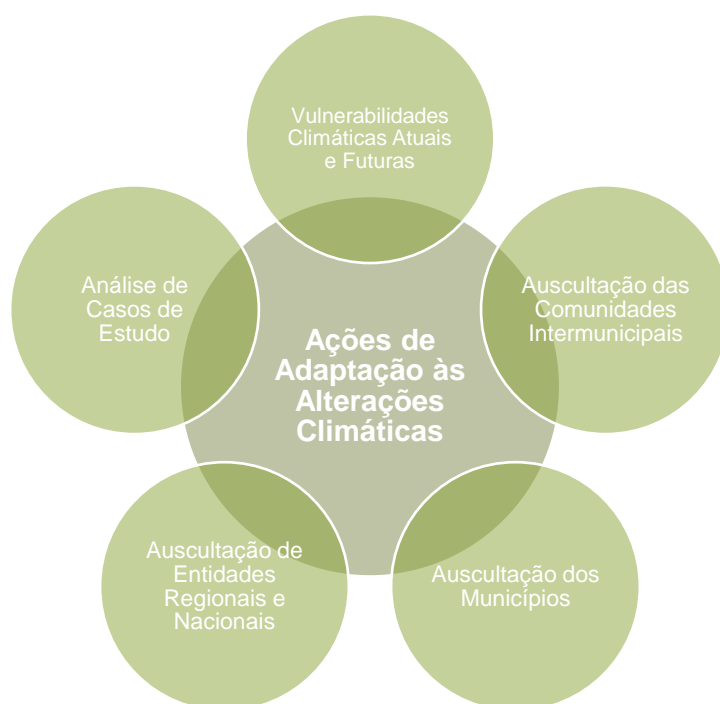 Vulnerabilidades
Climáticas Atuais
e Futuras
Análise de
Casos de
Estudo
Auscultação das
Comunidades
Intermunicipais
Ações de
Adaptação às
Alterações
Climáticas
Auscultação de
Entidades
Regionais e
Nacionais
Auscultação dos
Municípios